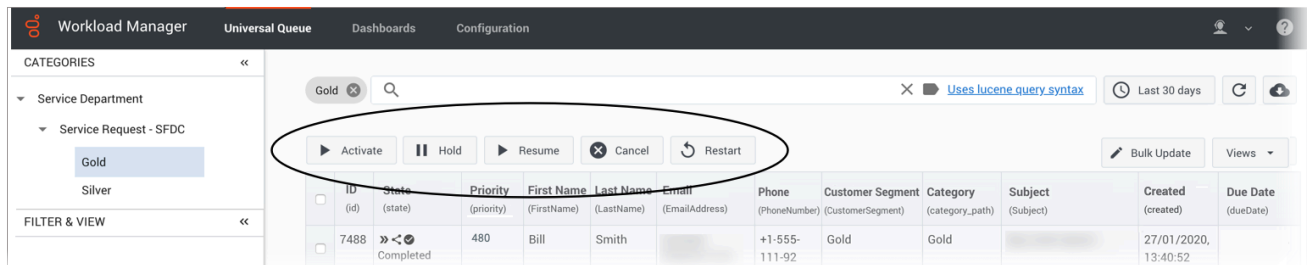 Workload Manager Universal Queue Dashboards Configuration
CATEGORIES
Service Department
Service Request - SFDC
Gold
Silver
FILTER & VIEW
Gold Uses lucene query syntax Last 30 days
Activate Hold Resume Cancel Restart Bulk Update Views
ID State Priority First Name Last Name Email Phone Customer Segment Category Subject Created Due Date
(id) (state) (priority) (FirstName) (LastName) (EmailAddress) (PhoneNumber) (CustomerSegment) (category_path) (Subject) (created) (dueDate)
7488 480 Bill Smith +1-555- Gold Gold 27/01/2020,
Completed 111-92 13:40:52